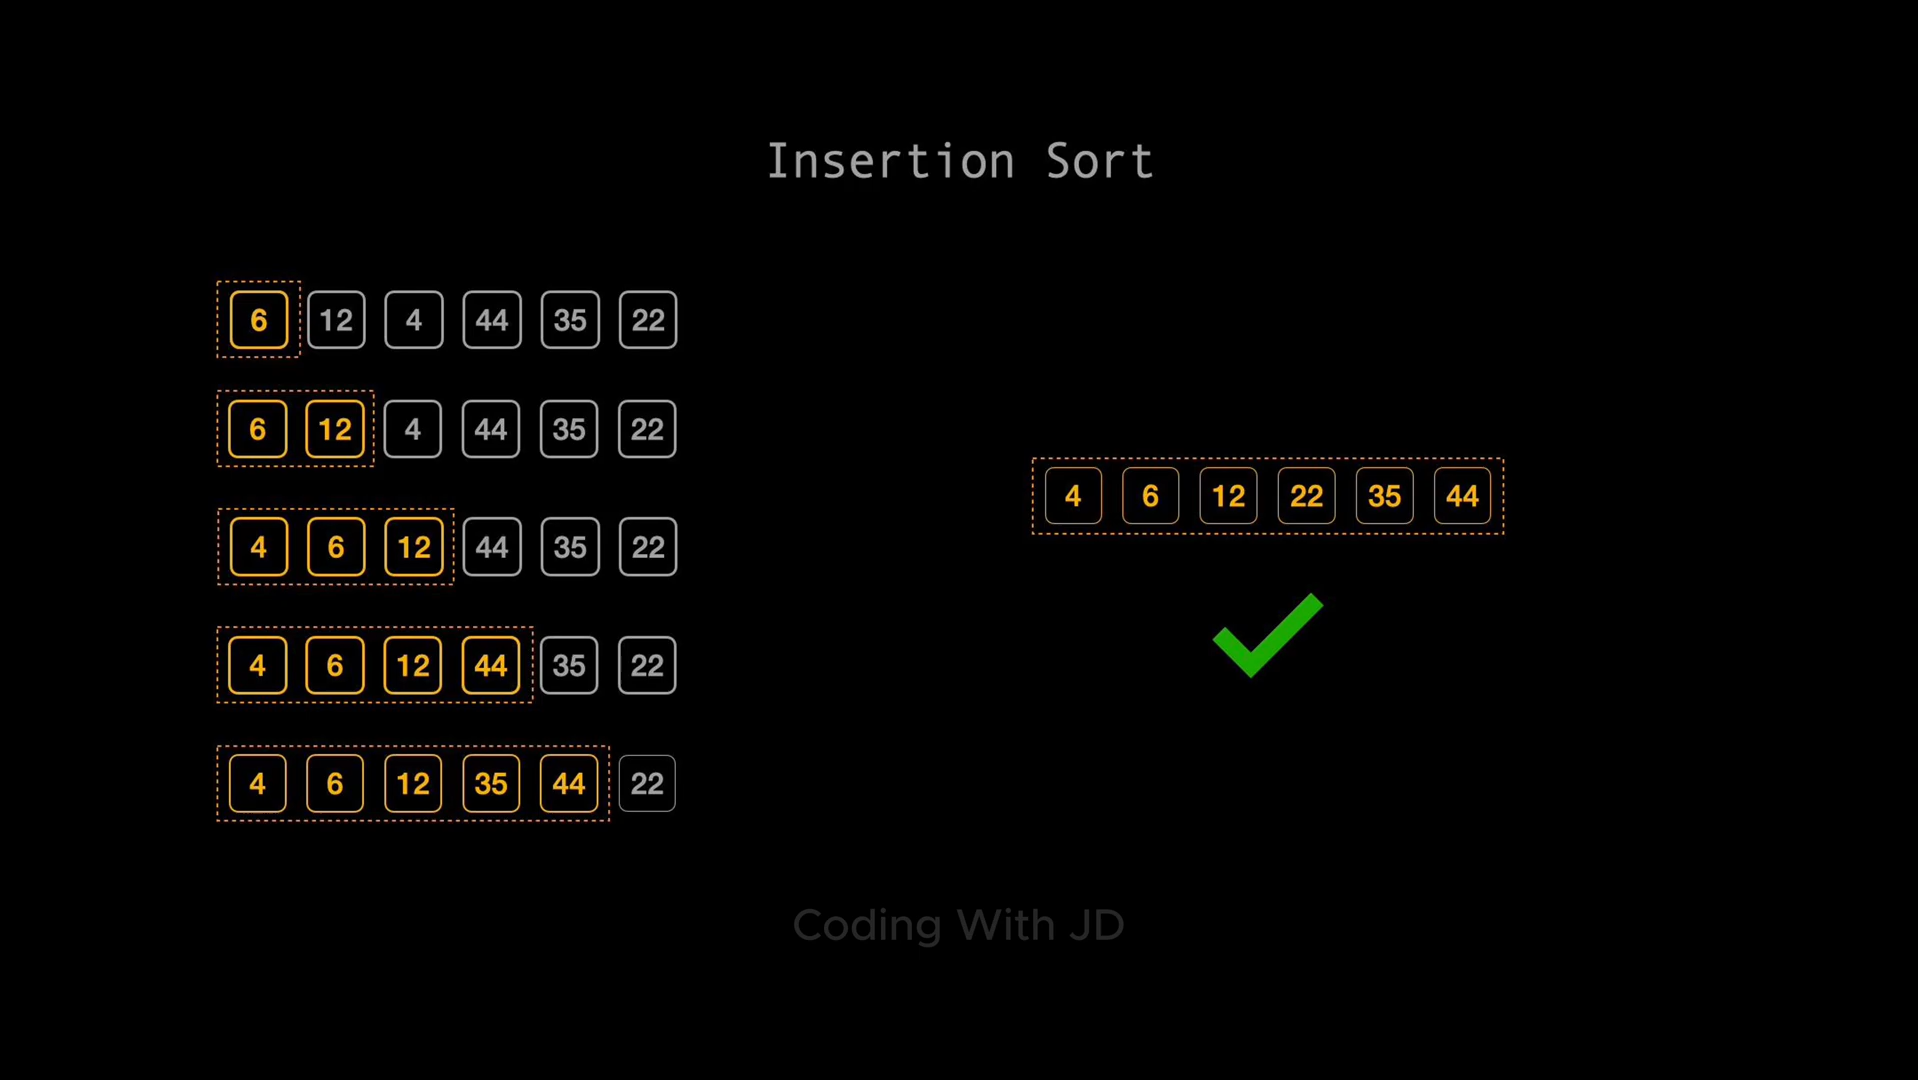 Insertion Sort
6 12 4 44 35 22
6 12 4 44 35 22
4 6 12 44 35 22
4 6 12 44 35 22
4 6 12 35 44 22
4 6 12 22 35 44
Coding With JD